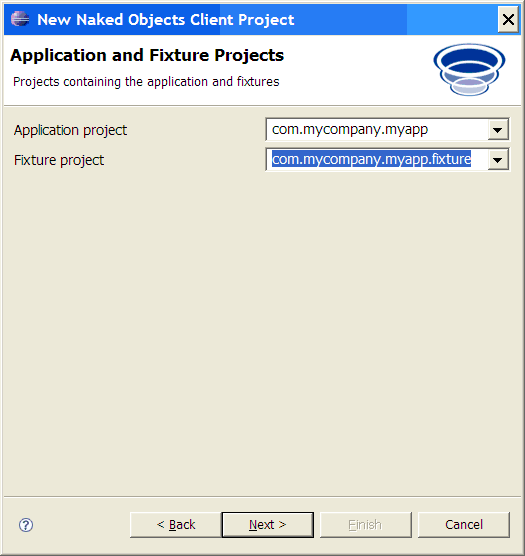 New Naked Objects Client Project
Application and Fixture Projects
Projects containing the application and fixtures
Application project com.mycompany.myapp
Fixture project com.mycompany.myapp.fixture
? < Back Next > Finish Cancel